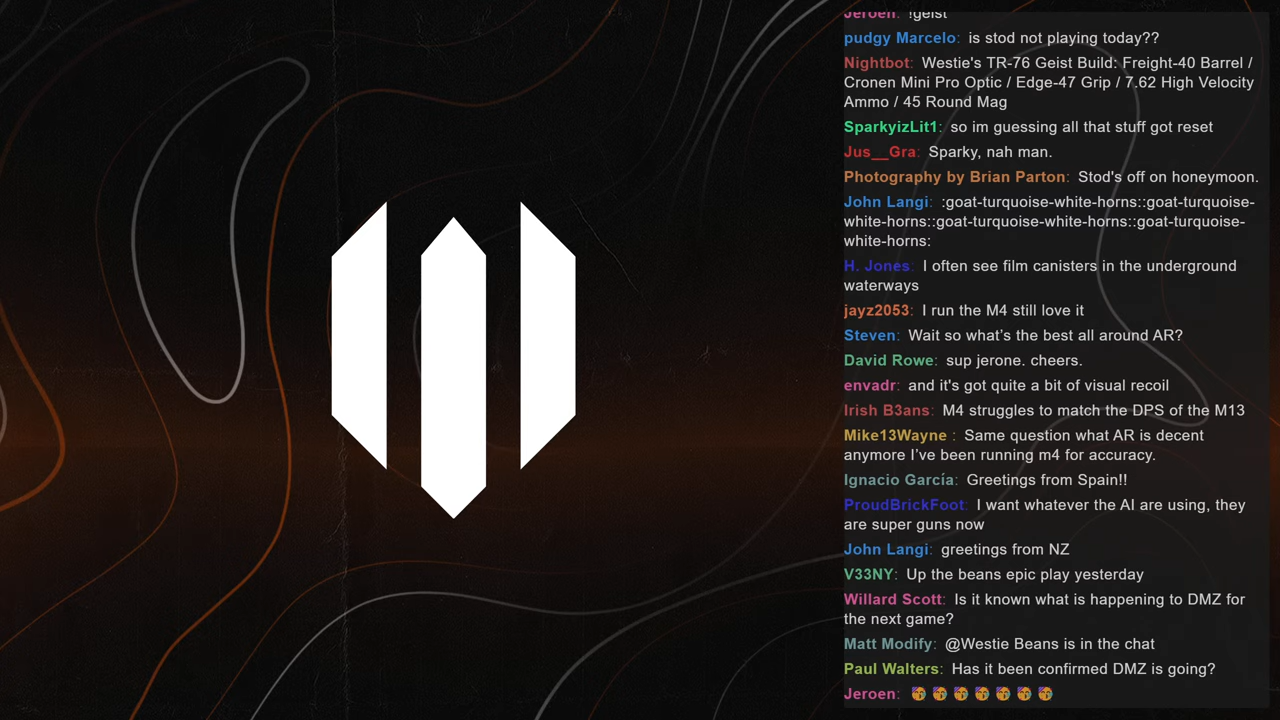 Jeroen: !geist
pudgy Marcelo: is stod not playing today??
Nightbot: Westie's TR-76 Geist Build: Freight-40 Barrel /
Cronen Mini Pro Optic / Edge-47 Grip / 7.62 High Velocity
Ammo / 45 Round Mag
SparkyizLit1: so im guessing all that stuff got reset
Jus__Gra: Sparky, nah man.
Photography by Brian Parton: Stod's off on honeymoon.
John Langi: :goat-turquoise-white-horns::goat-turquoise-
white-horns::goat-turquoise-white-horns::goat-turquoise-
white-horns:
H. Jones: I often see film canisters in the underground
waterways
jayz2053: I run the M4 still love it
Steven: Wait so what’s the best all around AR?
David Rowe: sup jerone. cheers.
envadr: and it's got quite a bit of visual recoil
Irish B3ans: M4 struggles to match the DPS of the M13
Mike13Wayne : Same question what AR is decent
anymore I’ve been running m4 for accuracy.
Ignacio García: Greetings from Spain!!
ProudBrickFoot: I want whatever the AI are using, they
are super guns now
John Langi: greetings from NZ
V33NY: Up the beans epic play yesterday
Willard Scott: Is it known what is happening to DMZ for
the next game?
Matt Modify: @Westie Beans is in the chat
Paul Walters: Has it been confirmed DMZ is going?
Jeroen: